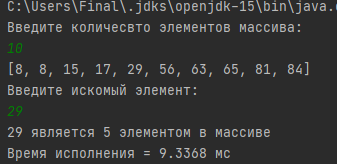 C:\Users\Final\.jdks\openjdk-15\bin\java.
Введите количесвто элементов массива:
10
[8, 8, 15, 17, 29, 56, 63, 65, 81, 84]
Введите искомый элемент:
29
29 является 5 элементом в массиве
Время исполнения = 9.3368 мс